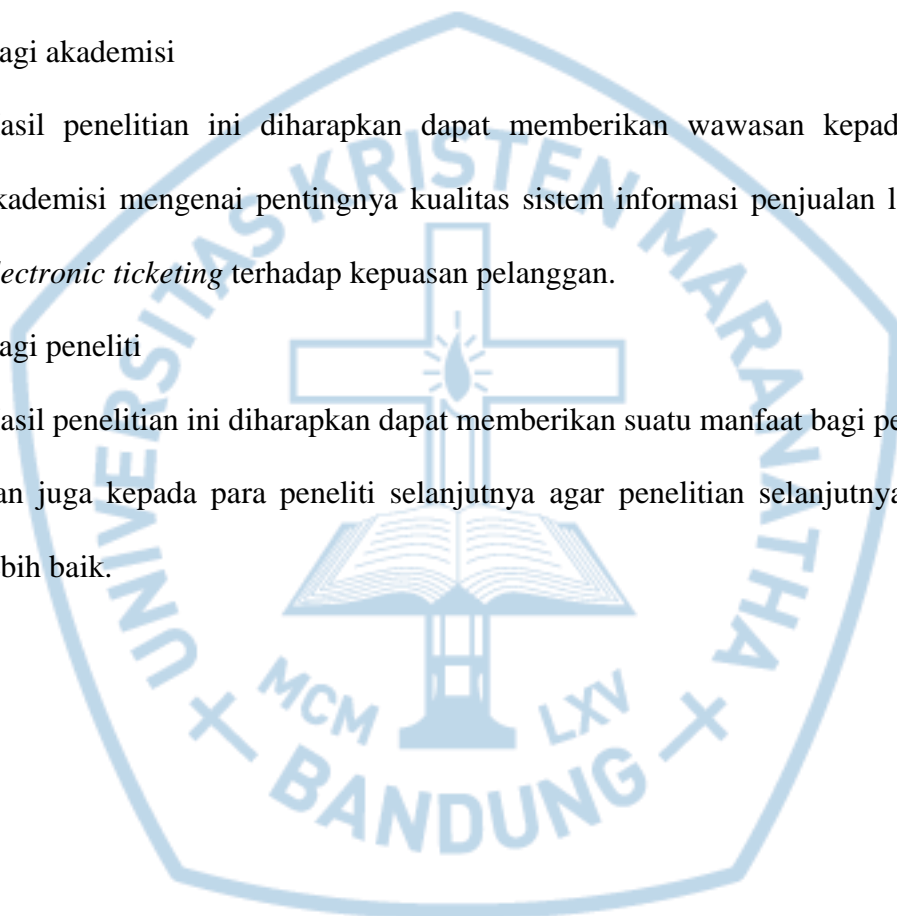 agi akademisi
asil penelitian ini diharapkan dapat memberikan wawasan kepad
kademisi mengenai pentingnya kualitas sistem informasi penjualan l
lectronic ticketing terhadap kepuasan pelanggan.
agi peneliti
asil penelitian ini diharapkan dapat memberikan suatu manfaat bagi pe
an juga kepada para peneliti selanjutnya agar penelitian selanjutnya
bih baik.
UNIVERSITAS KRISTEN MARANATHA
MCM LXV
BANDUNG